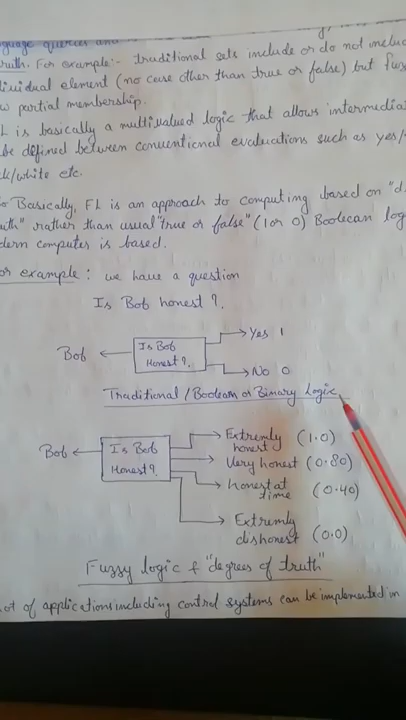 language queries and
truth. For example:- traditional sets include or do not include
individual element (no case other than true or false) but fuzzy
partial membership.
FL is basically a multivalued logic that allows intermediate
be defined between conventional evaluations such as yes/
black/white etc.
Basically, FL is an approach to computing based on "d
truth" rather than usual "true or false" (1 or 0) Boolean log
modern computer is based.
For example: we have a question
Is Bob honest?.
Bob
Is Bob
Honest?.
Yes 1
No 0
Traditional/Boolean or Binary Logic
Bob
Is Bob
Honest?.
Extremly
honest (1.0)
Very honest (0.80)
Honest at
time (0.40)
Extremly
dishonest (0.0)
Fuzzy logic & "degrees of truth"
Lot of applications including control systems can be implemented in